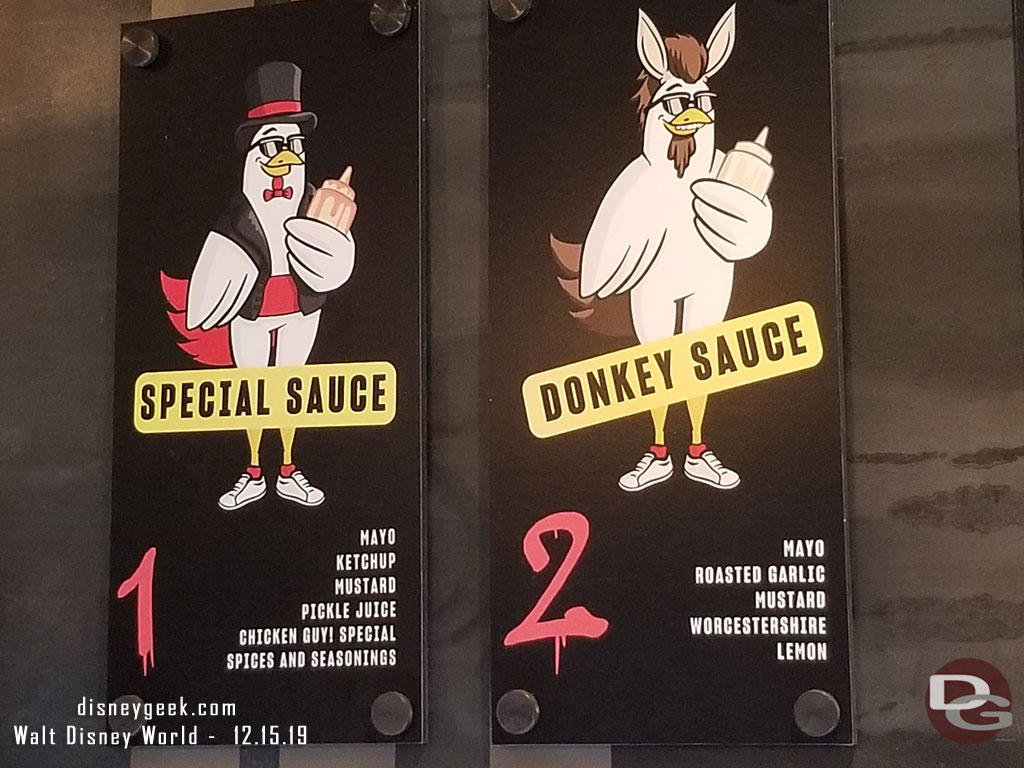 SPECIAL SAUCE
1
MAYO
KETCHUP
MUSTARD
PICKLE JUICE
CHICKEN GUY! SPECIAL
SPICES AND SEASONINGS
DONKEY SAUCE
2
MAYO
ROASTED GARLIC
MUSTARD
WORCESTERSHIRE
LEMON
disneygeek.com
Walt Disney World - 12.15.19
DG